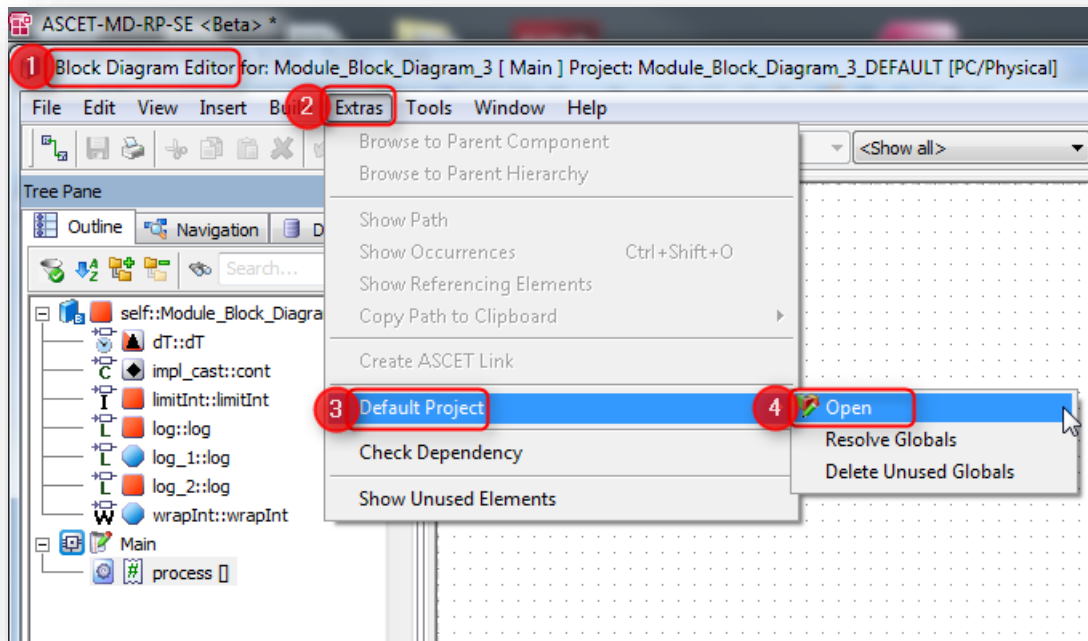 ASCET-MD-RP-SE <Beta> *
1 Block Diagram Editor for: Module_Block_Diagram_3 [ Main ] Project: Module_Block_Diagram_3_DEFAULT [PC/Physical]
File Edit View Insert Buil 2 Extras Tools Window Help
Browse to Parent Component
<Show all>
Browse to Parent Hierarchy
Tree Pane
Show Path
Outline Navigation D
Show Occurrences Ctrl+Shift+O
Search...
Show Referencing Elements
self::Module_Block_Diagra
Copy Path to Clipboard
dT::dT
Create ASCET Link
C impl_cast::cont
I limitInt::limitInt
3 Default Project 4 Open
L log::log
Resolve Globals
L log_1::log
Check Dependency
Delete Unused Globals
L log_2::log
Show Unused Elements
W wrapInt::wrapInt
Main
process []